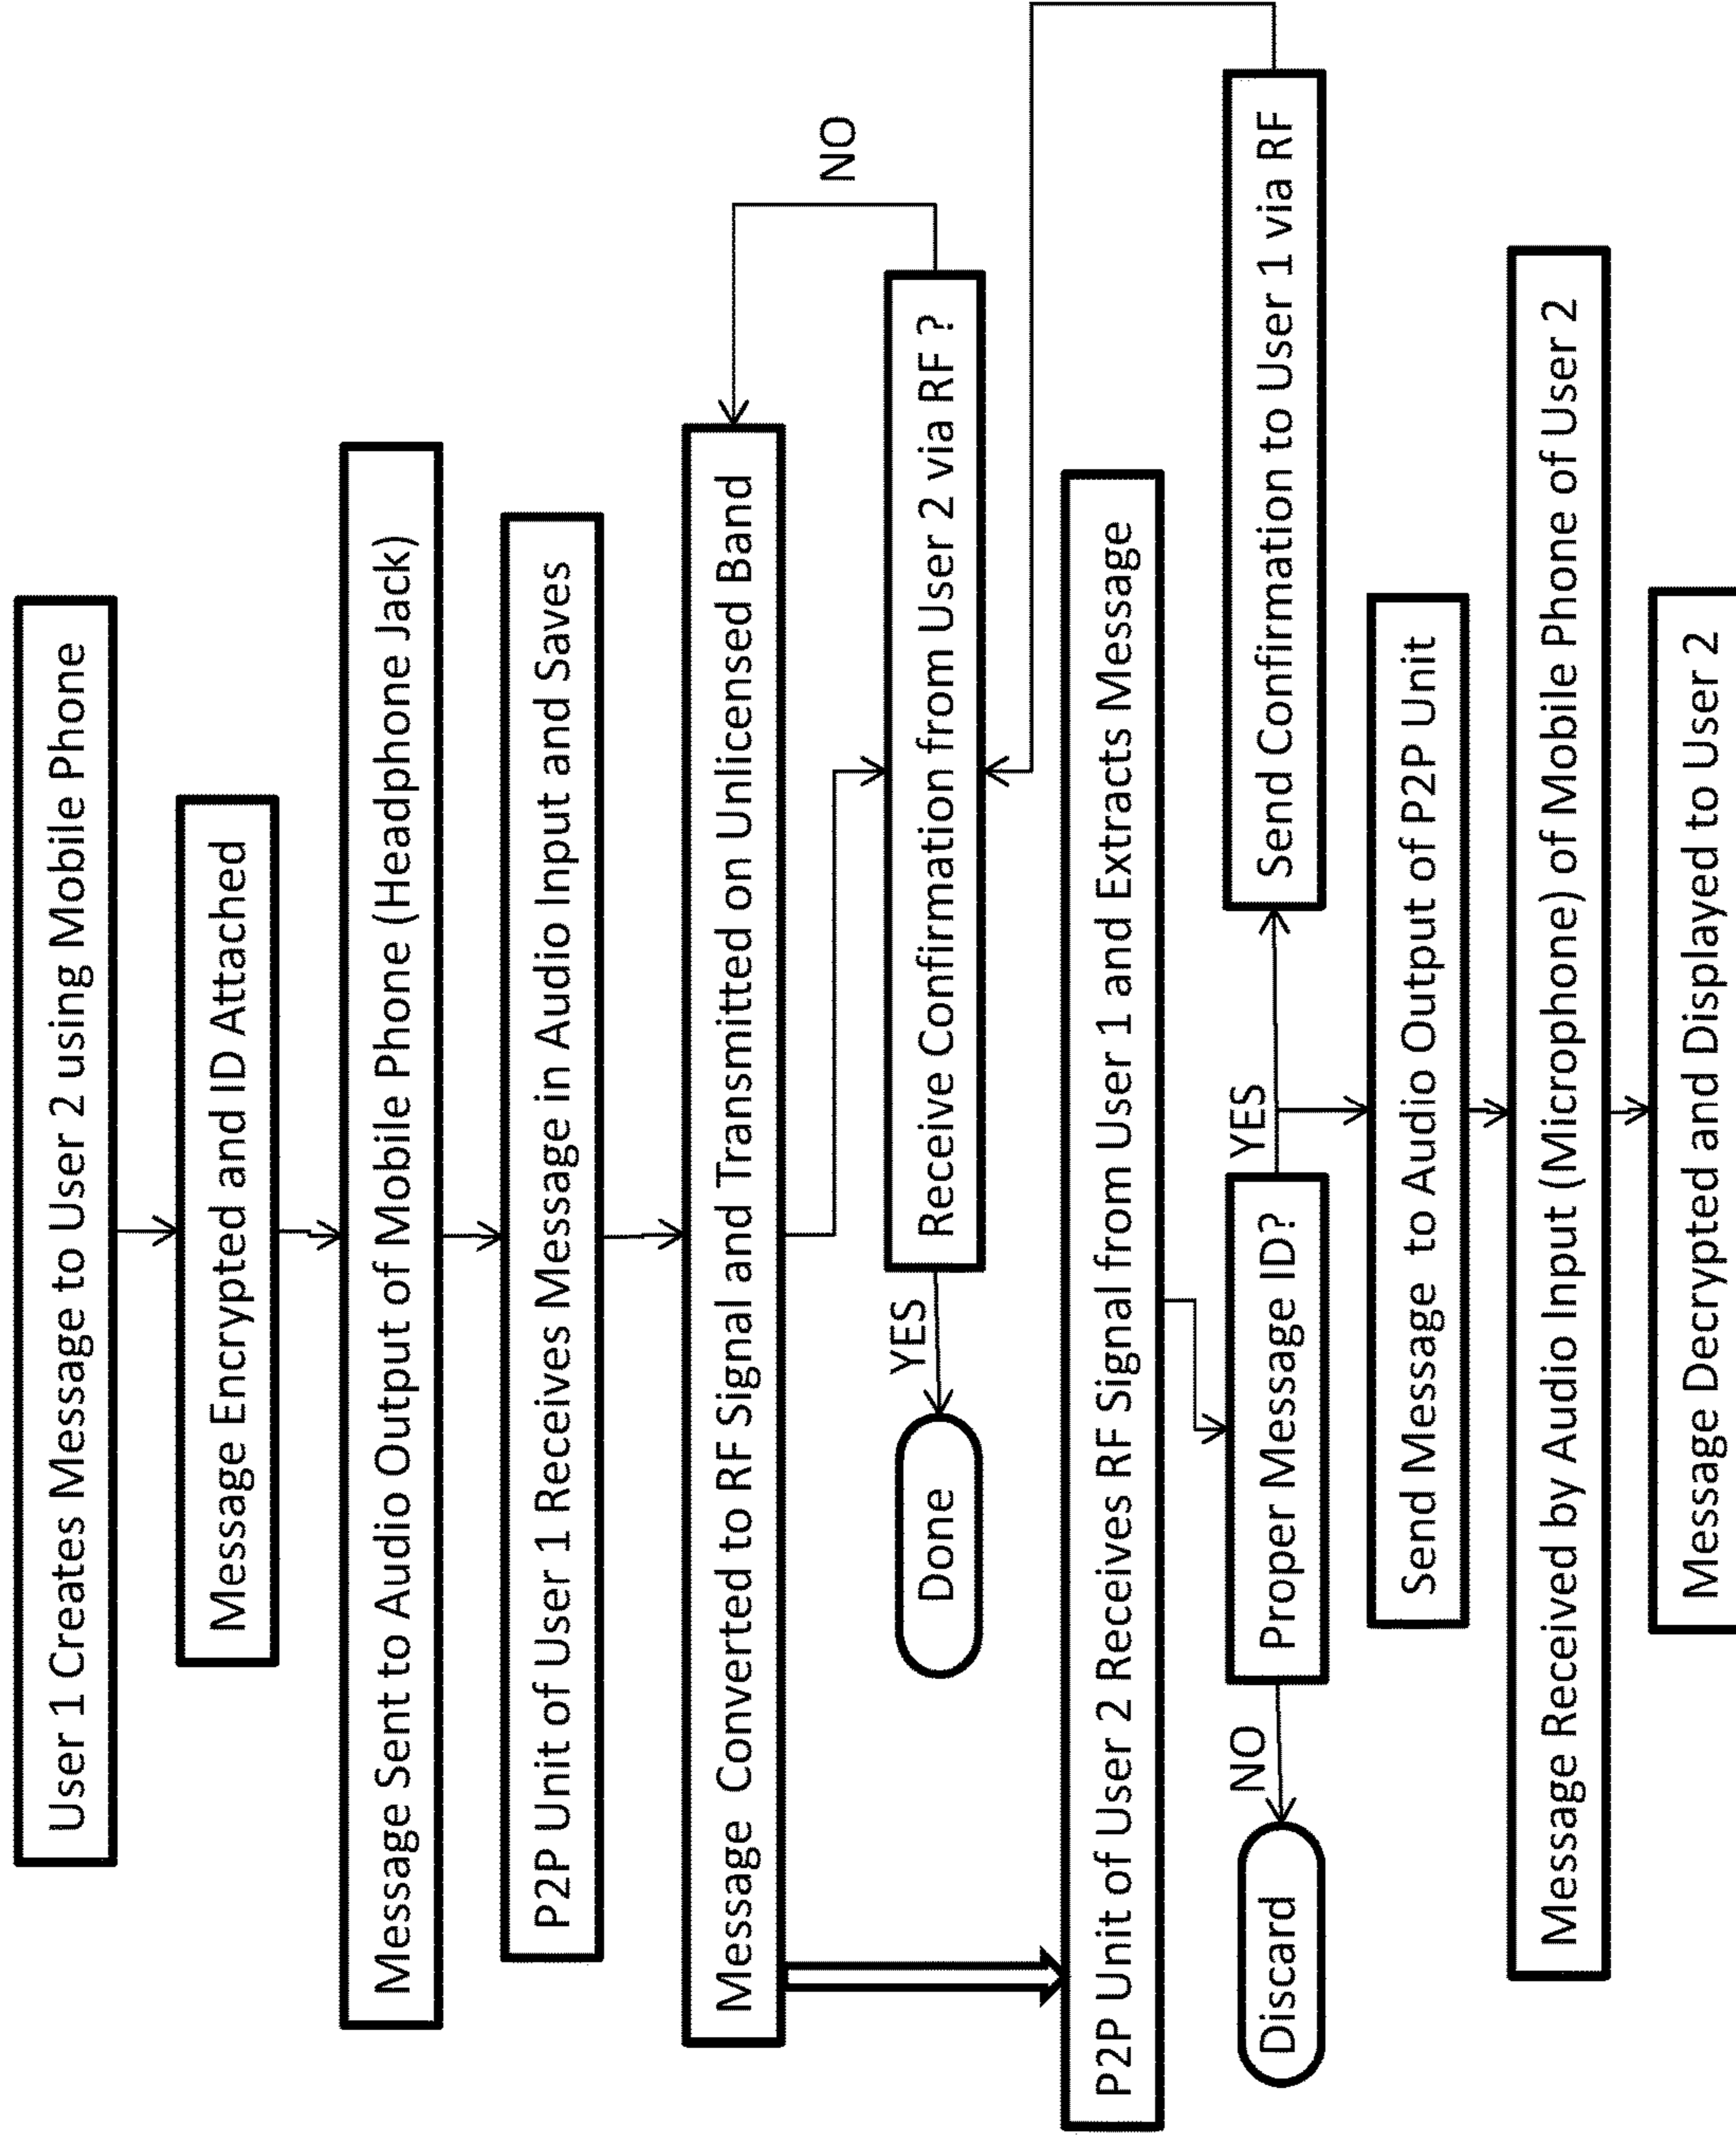 User 1 Creates Message to User 2 using Mobile Phone
Message Encrypted and ID Attached
Message Sent to Audio Output of Mobile Phone (Headphone Jack)
P2P Unit of User 1 Receives Message in Audio Input and Saves
Message Converted to RF Signal and Transmitted on Unlicensed Band
NO
Done
YES
Receive Confirmation from User 2 via RF ?
P2P Unit of User 2 Receives RF Signal from User 1 and Extracts Message
Discard
NO
Proper Message ID?
YES
Send Confirmation to User 1 via RF
Send Message to Audio Output of P2P Unit
Message Received by Audio Input (Microphone) of Mobile Phone of User 2
Message Decrypted and Displayed to User 2